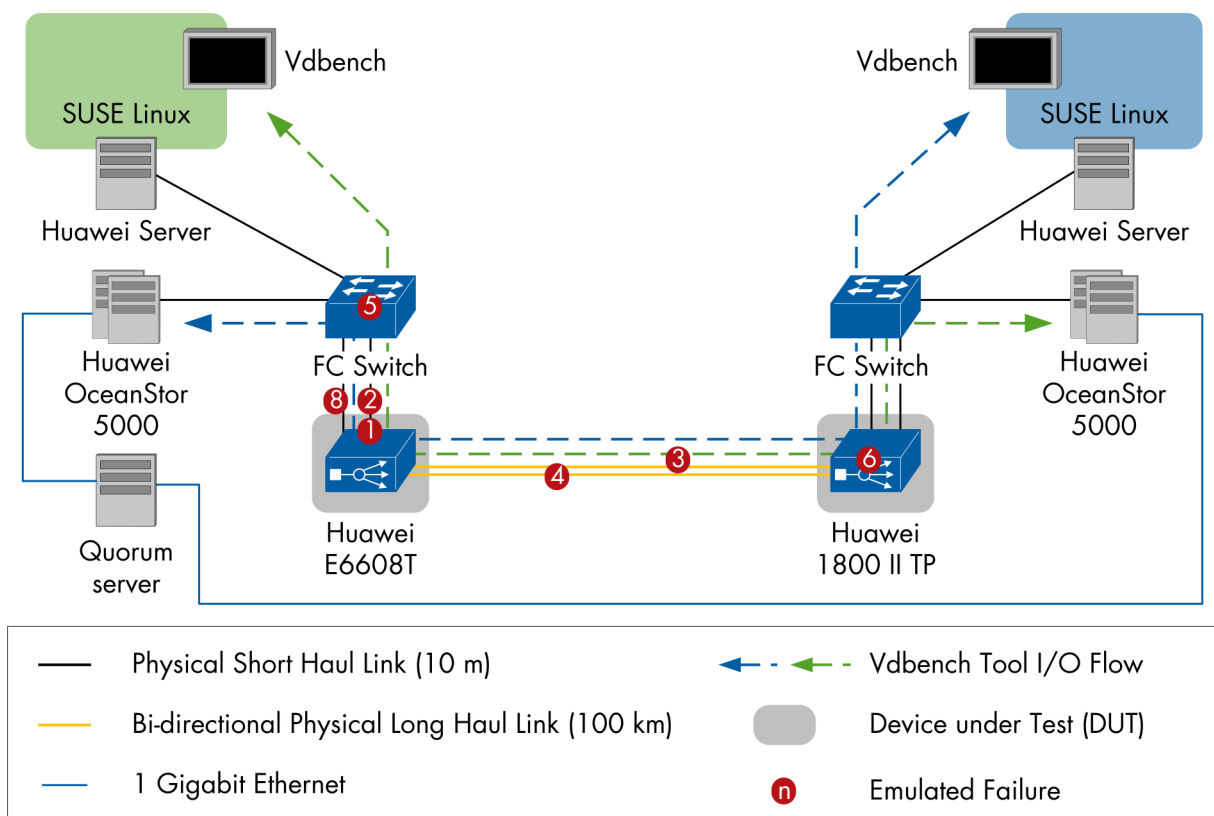 Vdbench
SUSE Linux
Huawei Server
Vdbench
SUSE Linux
Huawei Server
5
FC Switch
FC Switch
Huawei
OceanStor
5000
Huawei
OceanStor
5000
8
2
1
3
4
6
Quorum
server
Huawei
E6608T
Huawei
1800 II TP
Physical Short Haul Link (10 m)
Vdbench Tool I/O Flow
Bi-directional Physical Long Haul Link (100 km)
Device under Test (DUT)
1 Gigabit Ethernet
n
Emulated Failure